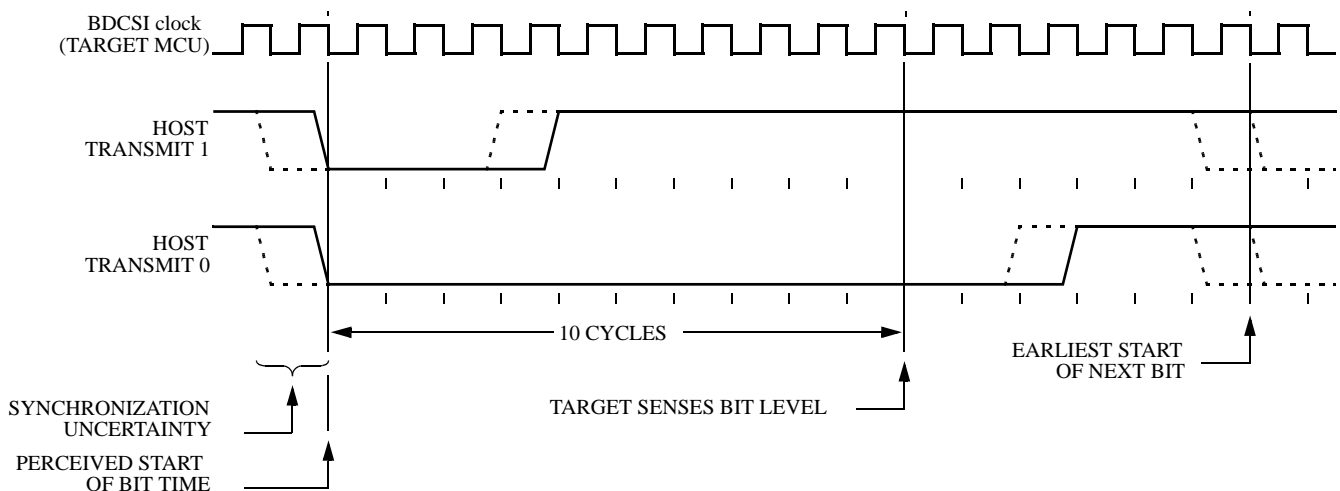 BDCSI clock
(TARGET MCU)
HOST
TRANSMIT 1
HOST
TRANSMIT 0
10 CYCLES
EARLIEST START
OF NEXT BIT
TARGET SENSES BIT LEVEL
SYNCHRONIZATION
UNCERTAINTY
PERCEIVED START
OF BIT TIME